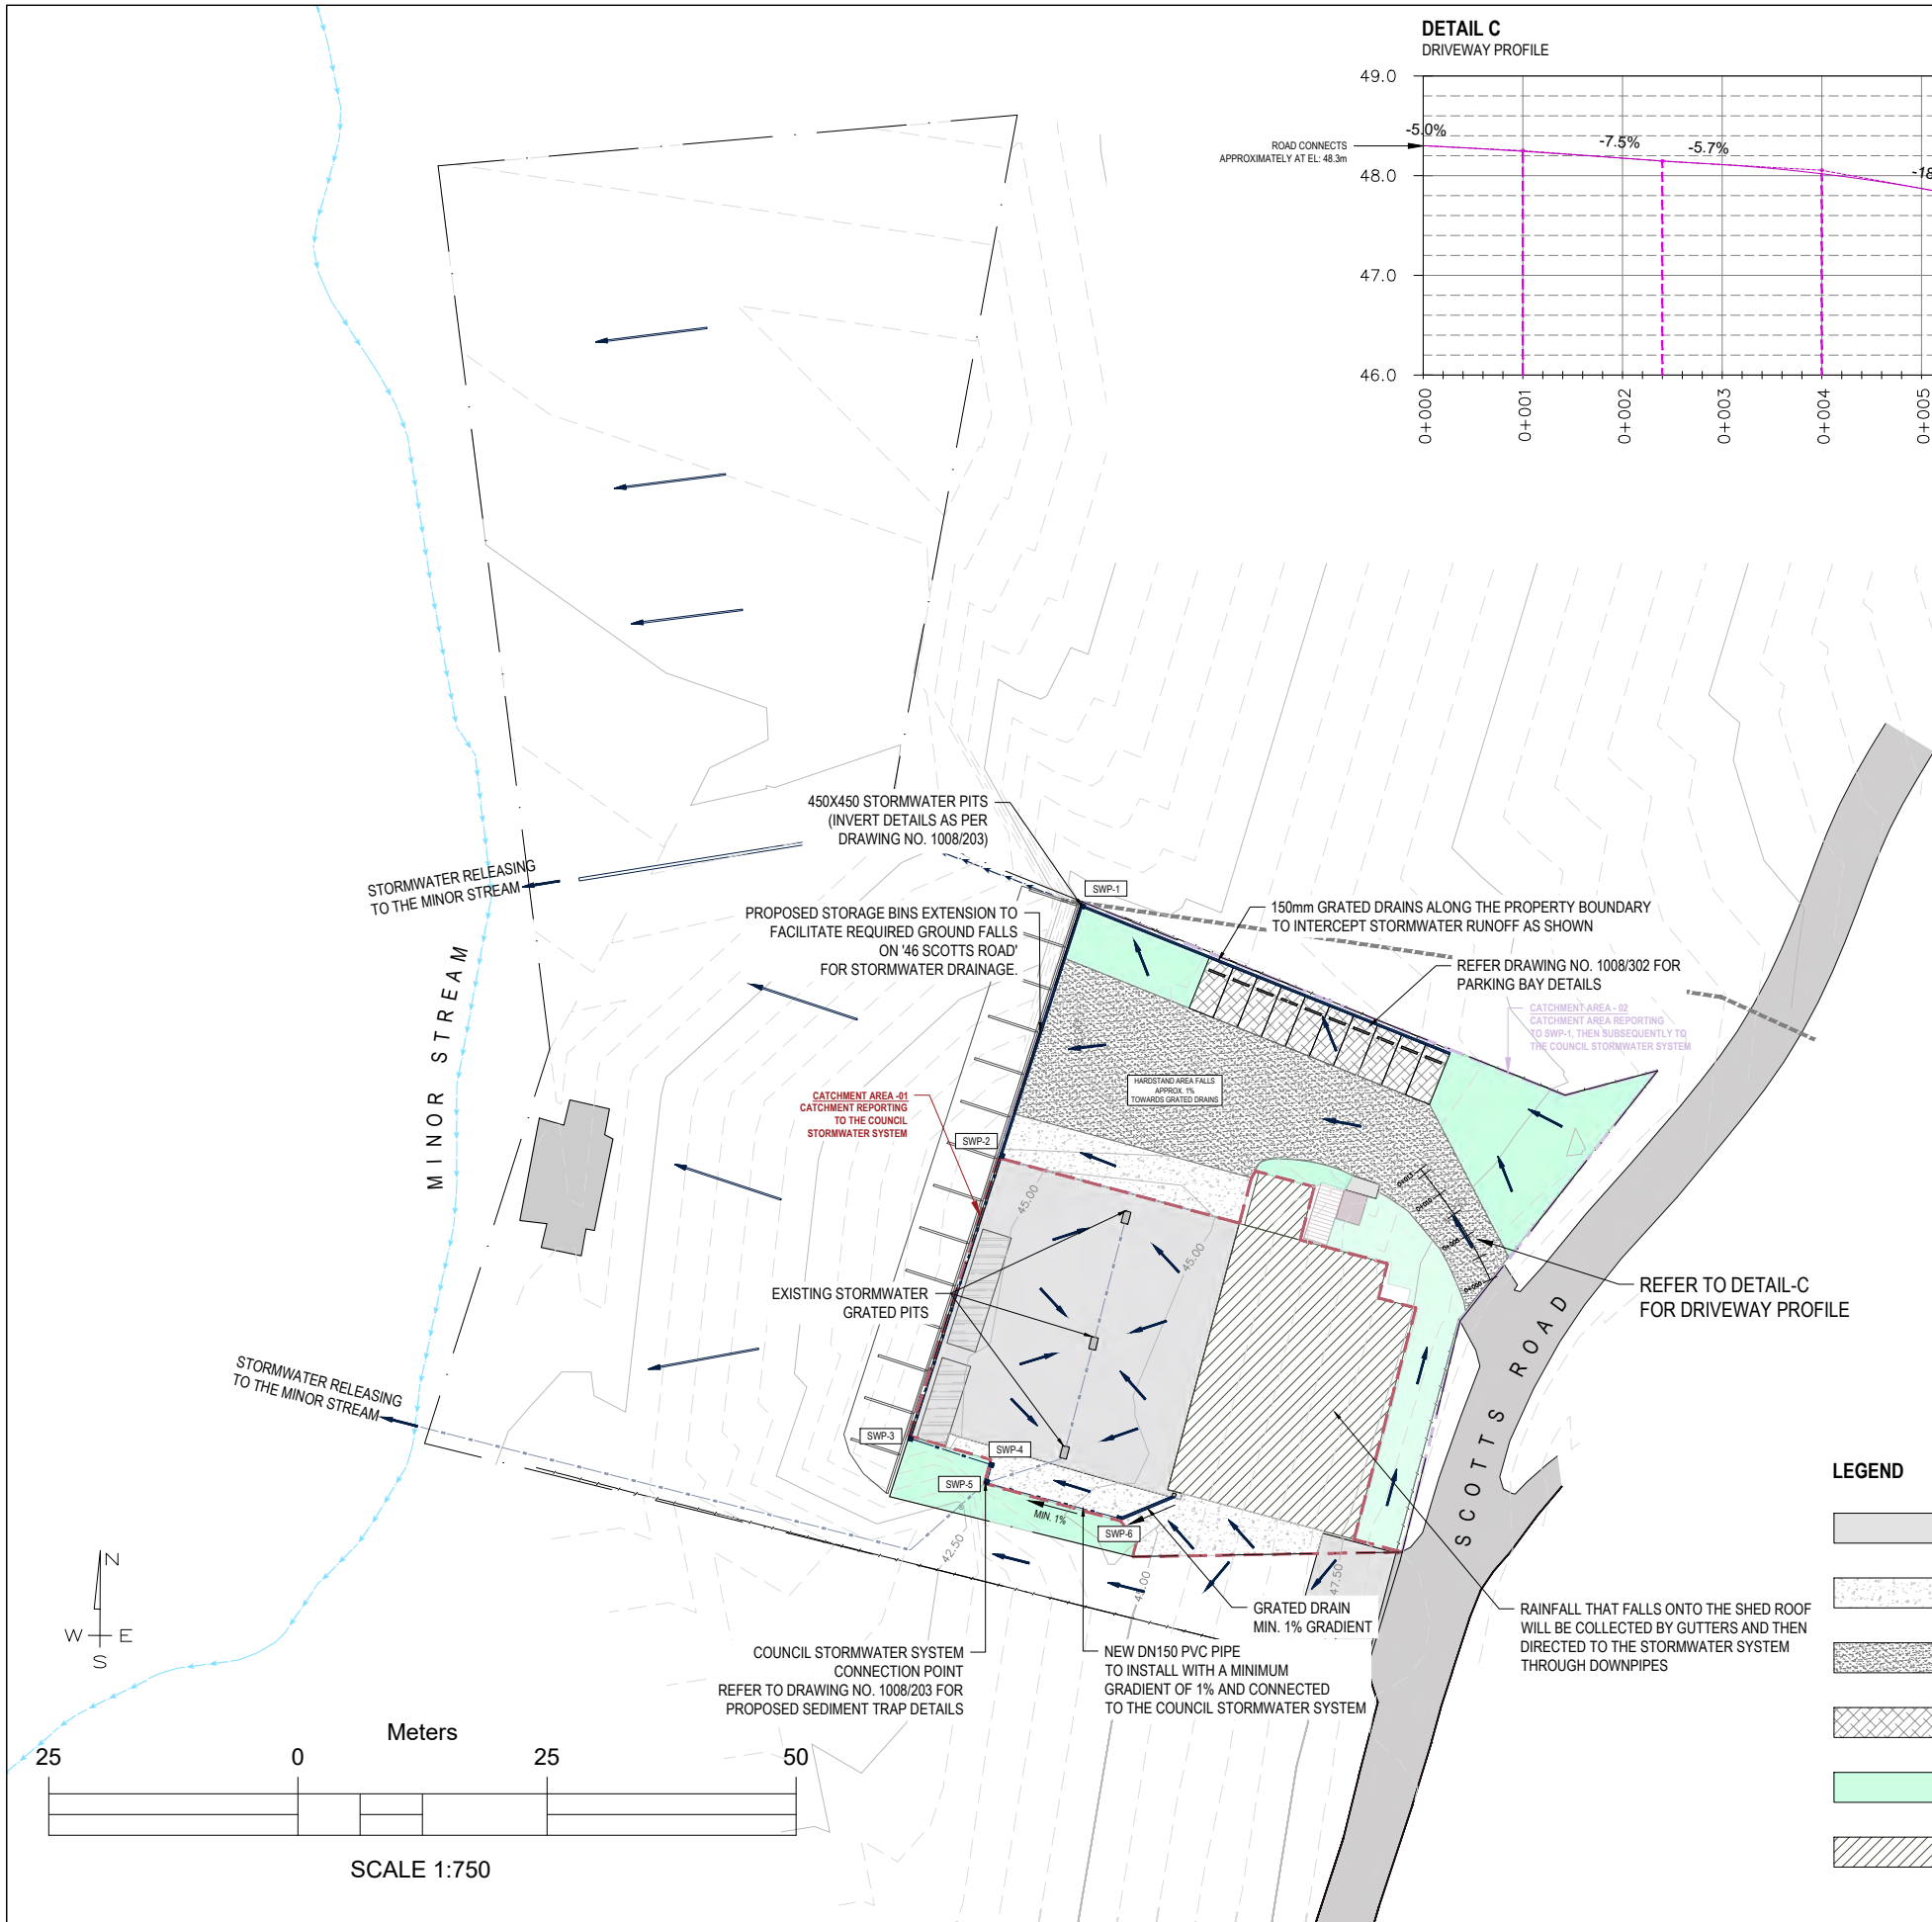 DETAIL C
DRIVEWAY PROFILE
49.0
48.0
47.0
46.0
ROAD CONNECTS
APPROXIMATELY AT EL: 48.3m
-5.0%
-7.5%
-5.7%
-18
0+000
0+001
0+002
0+003
0+004
0+005
450X450 STORMWATER PITS
(INVERT DETAILS AS PER
DRAWING NO. 1008/203)
STORMWATER RELEASING
TO THE MINOR STREAM
SWP-1
PROPOSED STORAGE BINS EXTENSION TO
FACILITATE REQUIRED GROUND FALLS
ON '46 SCOTTS ROAD'
FOR STORMWATER DRAINAGE.
150mm GRATED DRAINS ALONG THE PROPERTY BOUNDARY
TO INTERCEPT STORMWATER RUNOFF AS SHOWN
REFER DRAWING NO. 1008/302 FOR
PARKING BAY DETAILS
CATCHMENT AREA - 02
CATCHMENT AREA REPORTING
TO SWP-1, THEN SUBSEQUENTLY TO
THE COUNCIL STORMWATER SYSTEM
MINOR STREAM
HARDSTAND AREA FALLS
APPROX. 1%
TOWARDS GRATED DRAINS
CATCHMENT AREA -01
CATCHMENT REPORTING
TO THE COUNCIL
STORMWATER SYSTEM
SWP-2
45.00
45.00
0+010
0+005
0+000
EXISTING STORMWATER
GRATED PITS
REFER TO DETAIL-C
FOR DRIVEWAY PROFILE
SCOTTS ROAD
STORMWATER RELEASING
TO THE MINOR STREAM
SWP-3
SWP-4
SWP-5
MIN. 1%
SWP-6
42.50
45.00
47.50
LEGEND
N
W E
S
GRATED DRAIN
MIN. 1% GRADIENT
RAINFALL THAT FALLS ONTO THE SHED ROOF
WILL BE COLLECTED BY GUTTERS AND THEN
DIRECTED TO THE STORMWATER SYSTEM
THROUGH DOWNPIPES
COUNCIL STORMWATER SYSTEM
CONNECTION POINT
REFER TO DRAWING NO. 1008/203 FOR
PROPOSED SEDIMENT TRAP DETAILS
NEW DN150 PVC PIPE
TO INSTALL WITH A MINIMUM
GRADIENT OF 1% AND CONNECTED
TO THE COUNCIL STORMWATER SYSTEM
Meters
25 0 25 50
SCALE 1:750